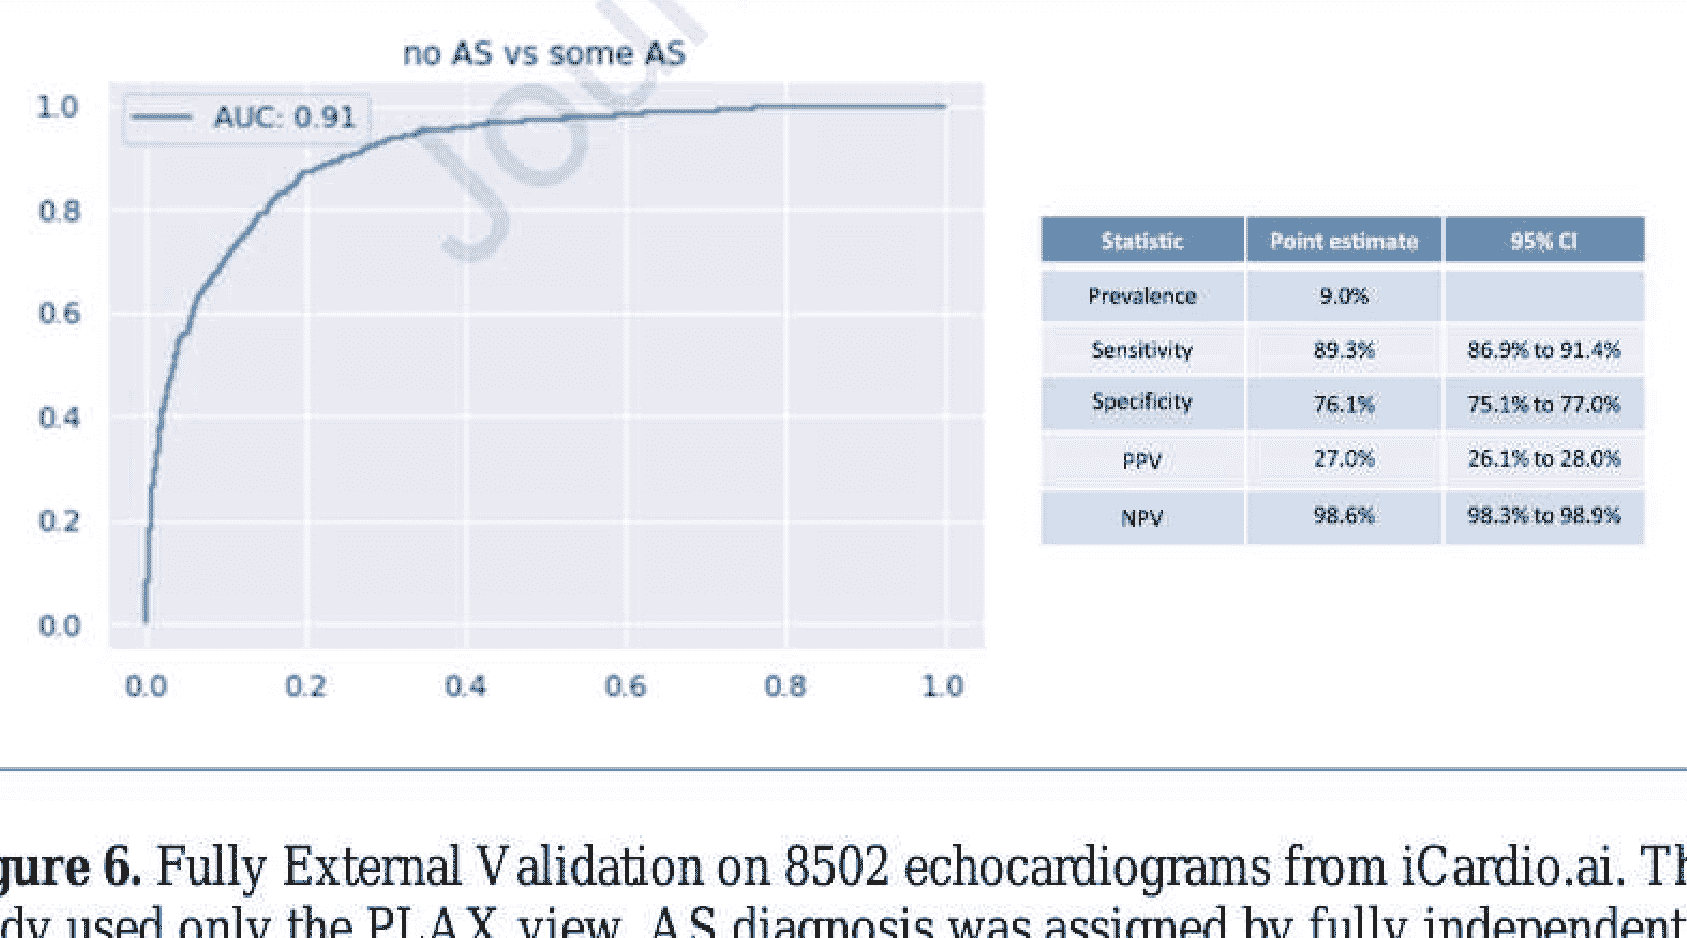 no AS vs some AS
AUC: 0.91
1.0
0.8
0.6
0.4
0.2
0.0
0.0 0.2 0.4 0.6 0.8 1.0
Jour
Statistic Point estimate 95% CI
Prevalence 9.0%
Sensitivity 89.3% 86.9% to 91.4%
Specificity 76.1% 75.1% to 77.0%
PPV 27.0% 26.1% to 28.0%
NPV 98.6% 98.3% to 98.9%
gure 6. Fully External Validation on 8502 echocardiograms from iCardio.ai. Th
dy used only the PLAX view. AS diagnosis was assigned by fully independent